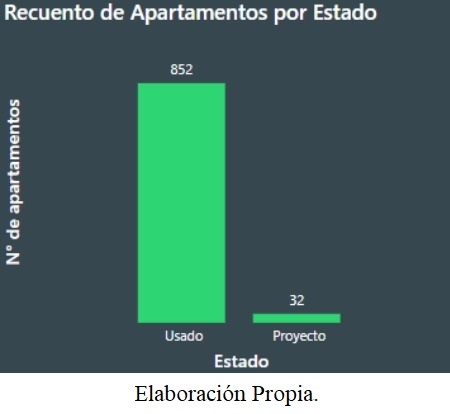 Recuento de Apartamentos por Estado
852
N° de apartamentos
32
Usado
Proyecto
Estado
Elaboración Propia.